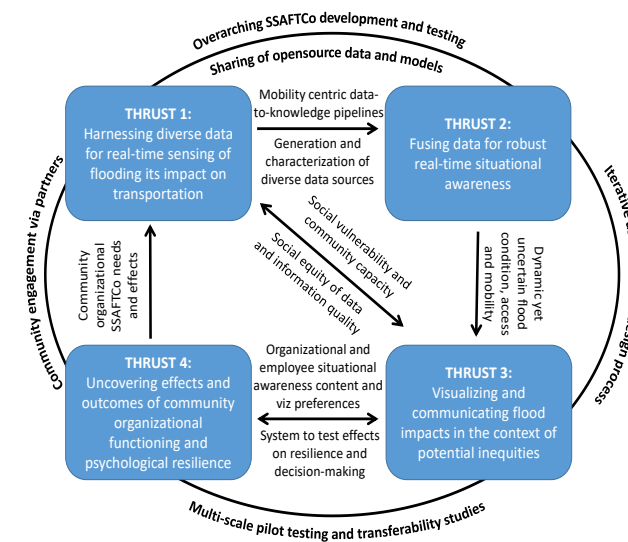 Overarching SSAFTCo development and testing
Sharing of opensource data and models
THRUST 1:
Harnessing diverse data
for real-time sensing of
flooding its impact on
transportation
Mobility centric data-
to-knowledge pipelines
Generation and
characterization of
diverse data sources
THRUST 2:
Fusing data for robust
real-time situational
awareness
Community engagement via partners
Iterative
sign process
Community
organizational
SSAFTCo needs
and effects
Social vulnerability and
community capacity
Social equity of data
and information quality
Dynamic yet
uncertain flood
condition, access
and mobility
THRUST 4:
Uncovering effects and
outcomes of community
organizational
functioning and
psychological resilience
Organizational and
employee situational
awareness content and
viz preferences
System to test effects
on resilience and
decision-making
THRUST 3:
Visualizing and
communicating flood
impacts in the context of
potential inequities
Multi-scale pilot testing and transferability studies